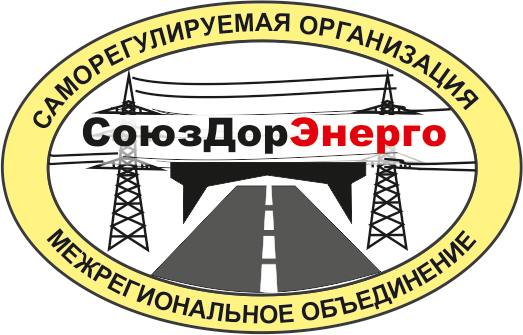 САМОРЕГУЛИРУЕМАЯ ОРГАНИЗАЦИЯ
СоюзДорЭнерго
МЕЖРЕГИОНАЛЬНОЕ ОБЪЕДИНЕНИЕ